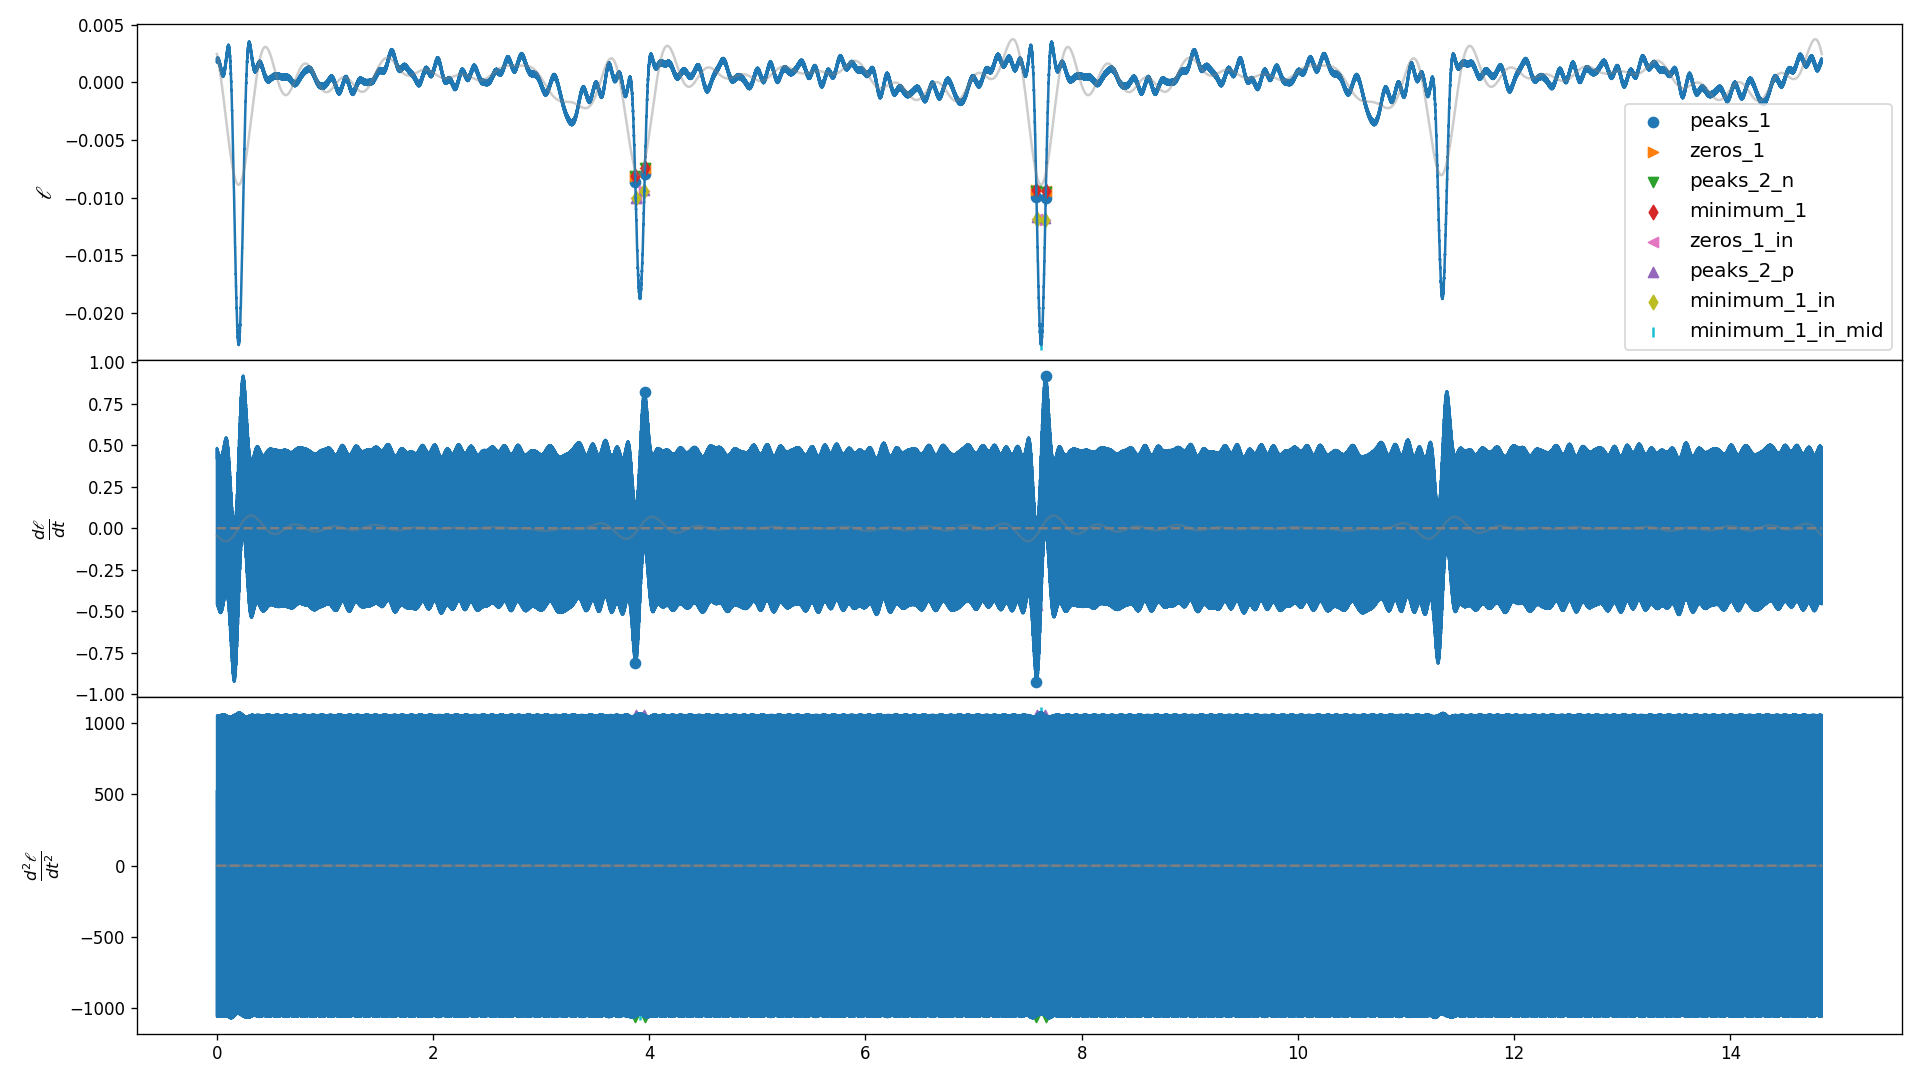 0.005
0.000
−0.005
−0.010
−0.015
−0.020
ℓ
peaks_1
zeros_1
peaks_2_n
minimum_1
zeros_1_in
peaks_2_p
minimum_1_in
minimum_1_in_mid
1.00
0.75
0.50
0.25
0.00
−0.25
−0.50
−0.75
−1.00
dℓ
dt
1000
500
0
−500
−1000
d²ℓ
dt²
0 2 4 6 8 10 12 14